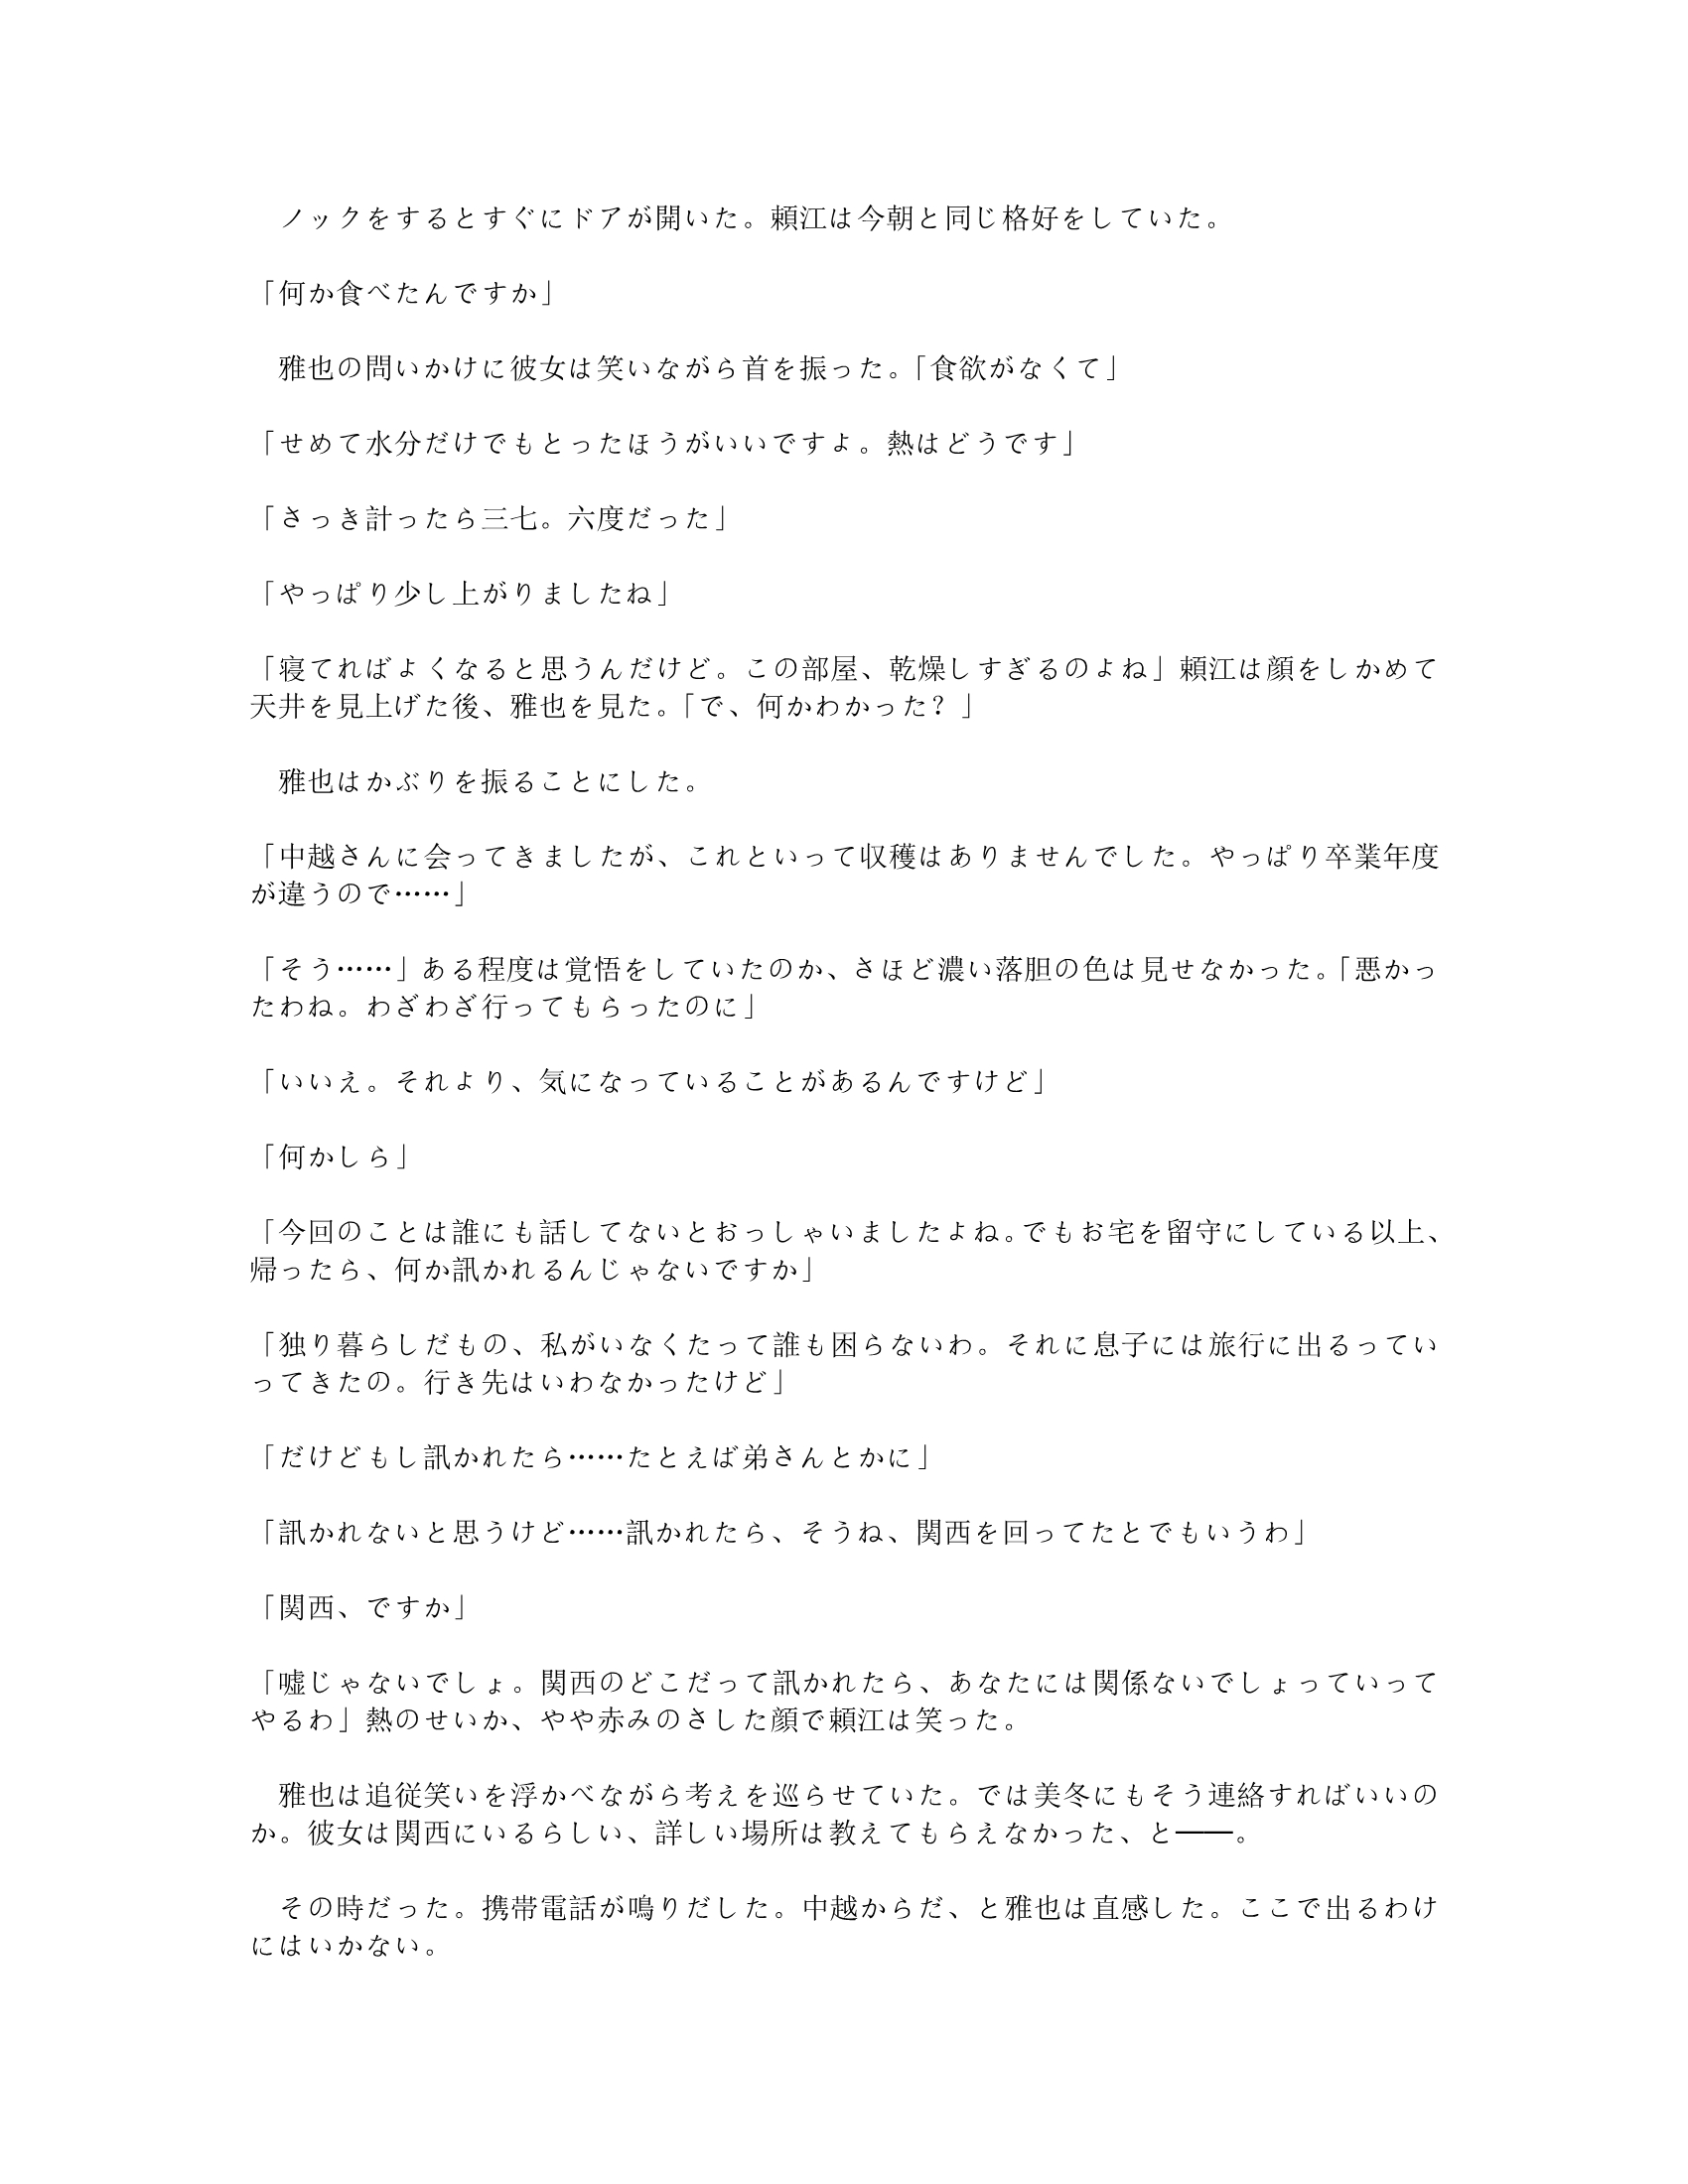 ノックをするとすぐにドアが開いた。頼江は今朝と同じ格好をしていた。
「何か食べたんですか」
　雅也の問いかけに彼女は笑いながら首を振った。「食欲がなくて」
「せめて水分だけでもとったほうがいいですよ。熱はどうです」
「さっき計ったら三七。六度だった」
「やっぱり少し上がりましたね」
「寝てればよくなると思うんだけど。この部屋、乾燥しすぎるのよね」頼江は顔をしかめて
天井を見上げた後、雅也を見た。「で、何かわかった？」
　雅也はかぶりを振ることにした。
「中越さんに会ってきましたが、これといって収穫はありませんでした。やっぱり卒業年度
が違うので……」
「そう……」ある程度は覚悟をしていたのか、さほど濃い落胆の色は見せなかった。「悪かっ
たわね。わざわざ行ってもらったのに」
「いいえ。それより、気になっていることがあるんですけど」
「何かしら」
「今回のことは誰にも話してないとおっしゃいましたよね。でもお宅を留守にしている以上、
帰ったら、何か訊かれるんじゃないですか」
「独り暮らしだもの、私がいなくたって誰も困らないわ。それに息子には旅行に出るってい
ってきたの。行き先はいわなかったけど」
「だけどもし訊かれたら……たとえば弟さんとかに」
「訊かれないと思うけど……訊かれたら、そうね、関西を回ってたとでもいうわ」
「関西、ですか」
「嘘じゃないでしょ。関西のどこだって訊かれたら、あなたには関係ないでしょっていって
やるわ」熱のせいか、やや赤みのさした顔で頼江は笑った。
　雅也は追従笑いを浮かべながら考えを巡らせていた。では美冬にもそう連絡すればいいの
か。彼女は関西にいるらしい、詳しい場所は教えてもらえなかった、と――。
　その時だった。携帯電話が鳴りだした。中越からだ、と雅也は直感した。ここで出るわけ
にはいかない。